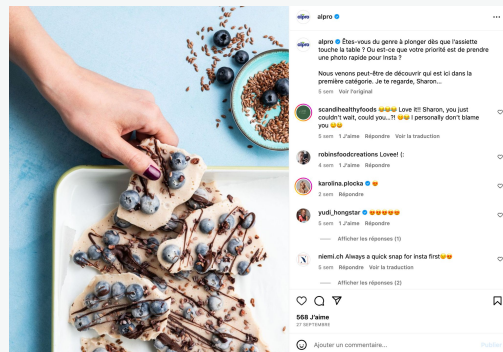 alpro
alpro Êtes-vous du genre à plonger dès que l'assiette
touche la table ? Ou est-ce que votre priorité est de prendre
une photo rapide pour Insta ?
Nous venons peut-être de découvrir qui est ici dans la
première catégorie. Je te regarde, Sharon...
5 sem Voir l'original
scandihealthyfoods 😂😂😂 Love it!! Sharon, you just
couldn't wait, could you...?! 😂😂 I personally don't blame
you 😂😂
5 sem 1 J'aime Répondre Voir la traduction
robinsfoodcreations Lovee! (:
4 sem 1 J'aime Répondre
karolina.plocka 😍
2 sem Répondre
yudi_hongstar 😍😍😍😍😍
5 sem 1 J'aime Répondre
Afficher les réponses (1)
niemi.ch Always a quick snap for insta first😂😍
5 sem Répondre Voir la traduction
Afficher les réponses (2)
568 J'aime
27 SEPTEMBRE
Ajouter un commentaire...
Publier